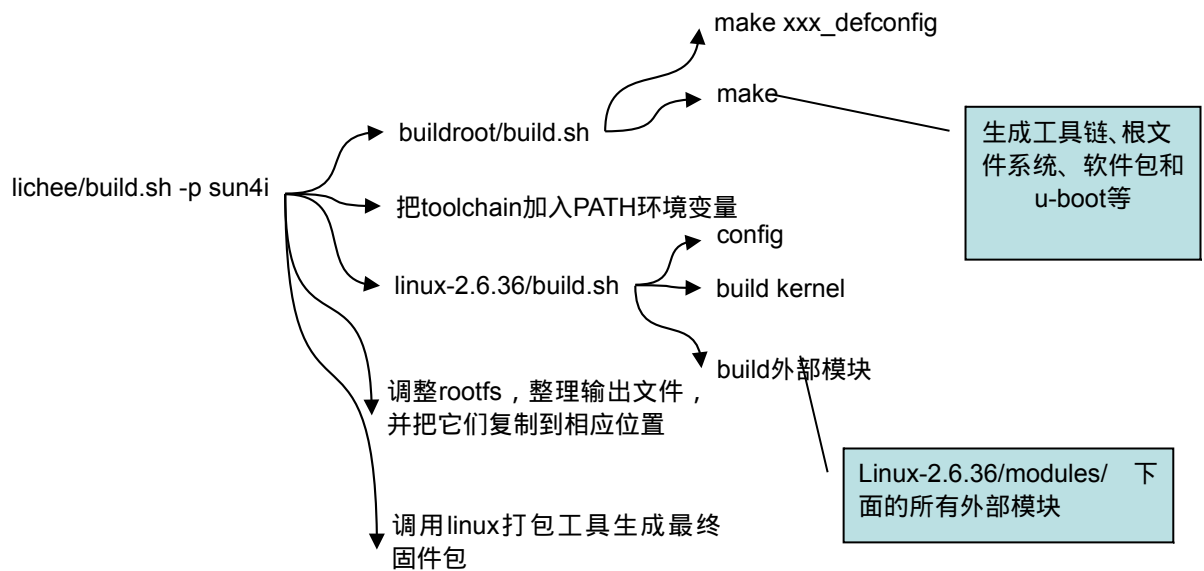 make xxx_defconfig
make
buildroot/build.sh
生成工具链、根文
件系统、软件包和
u-boot等
lichee/build.sh -p sun4i
把toolchain加入PATH环境变量
config
linux-2.6.36/build.sh
build kernel
build外部模块
调整rootfs，整理输出文件，
并把它们复制到相应位置
Linux-2.6.36/modules/ 下
面的所有外部模块
调用linux打包工具生成最终
固件包